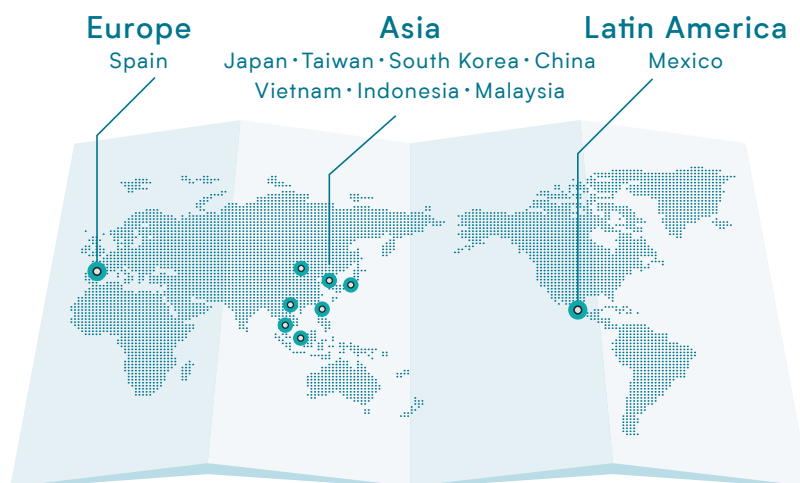 Europe
Spain
Asia
Japan・Taiwan・South Korea・China
Vietnam・Indonesia・Malaysia
Latin America
Mexico